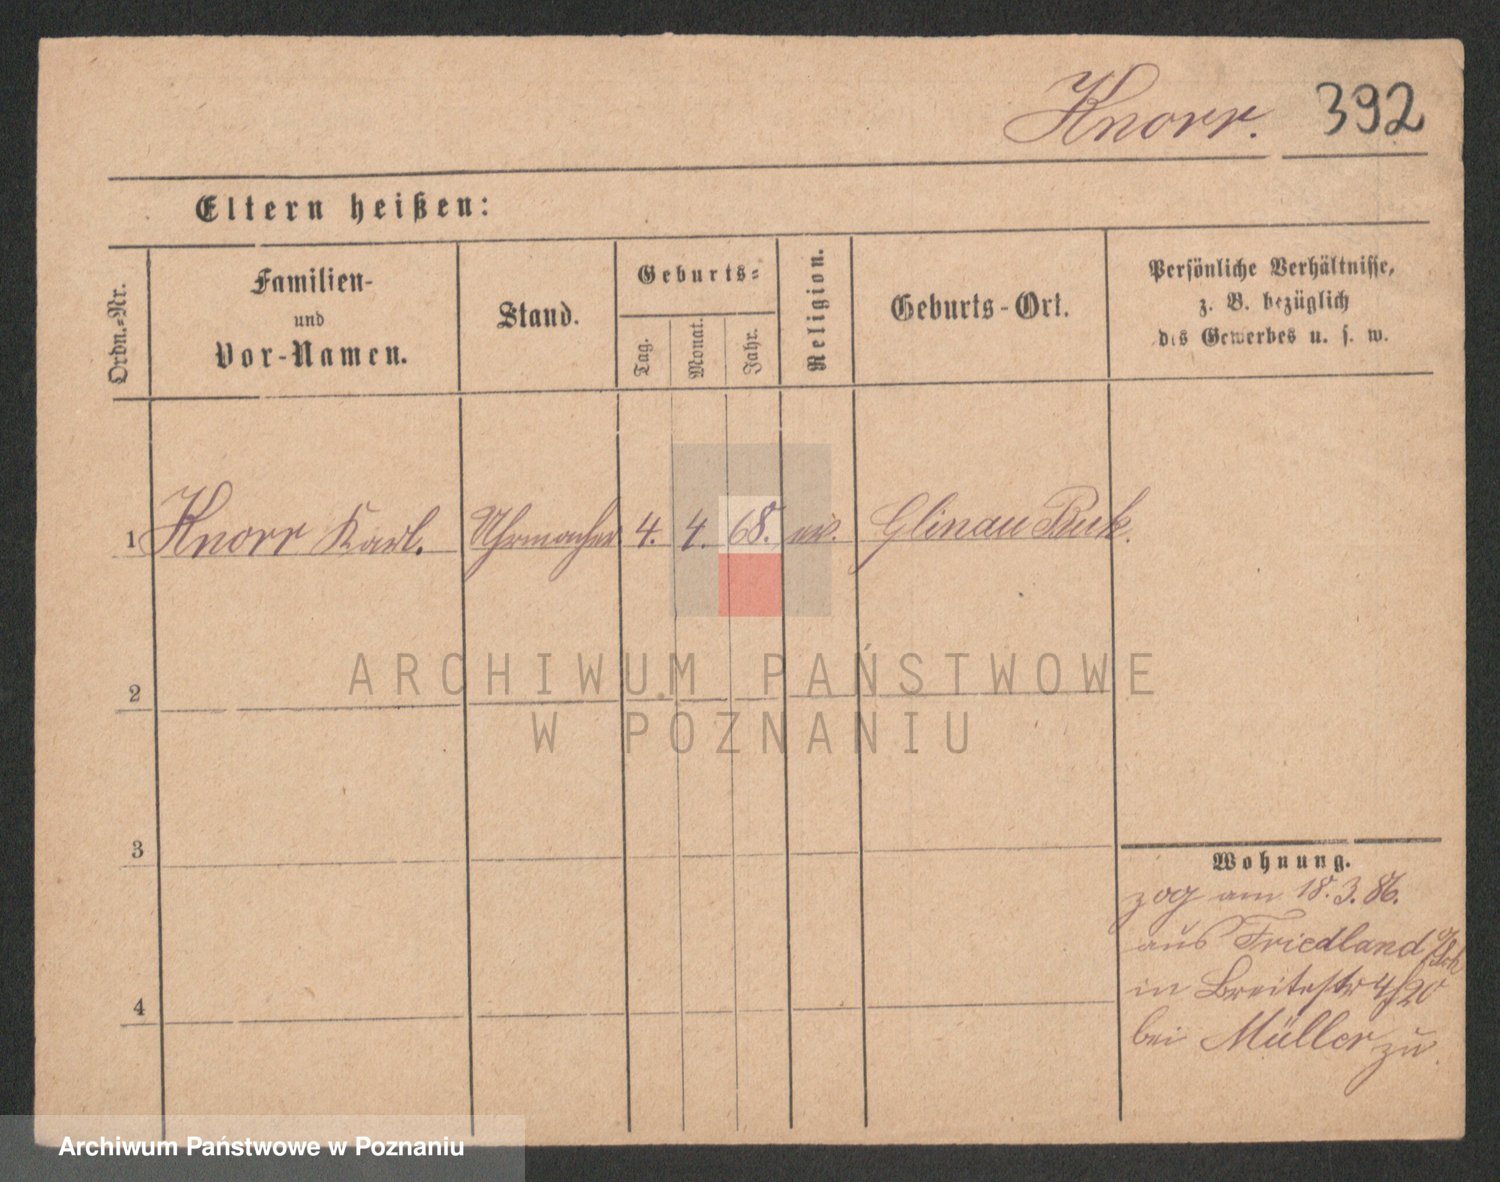 Knorr. 392
Eltern heißen:
Ordn.-Nr.
Familien-
und
Vor-Namen.
Stand.
Geburts-
Tag.
Monat.
Jahr.
Religion.
Geburts-Ort.
Persönliche Verhältnisse,
z. B. bezüglich
des Gewerbes u. s. w.
1 Knorr Karl. Uhrmacher 4. 4. 68. Glinau Buk.
ARCHIWUM PAŃSTWOWE
W POZNANIU
2
3
4
Wohnung.
zog am 18. 3. 86.
aus Friedland
in Breitestr 4/20
bei Müller zu.
Archiwum Państwowe w Poznaniu